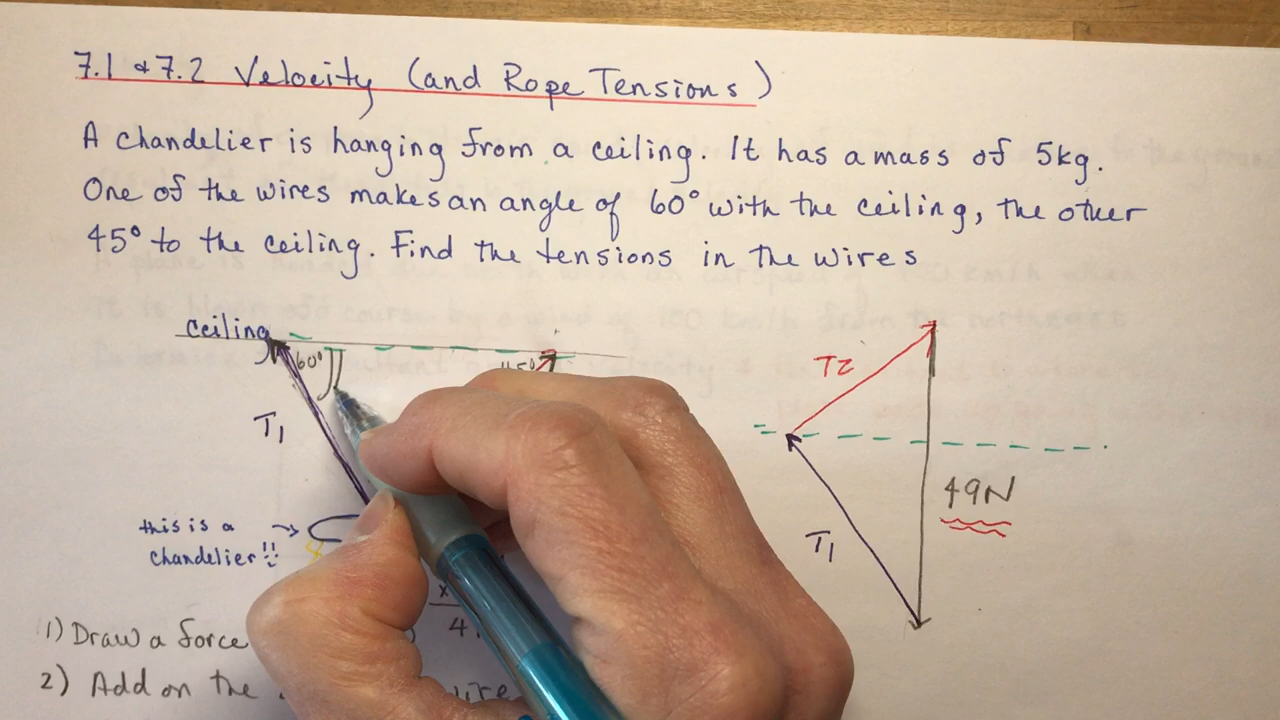 7.1 & 7.2 Velocity (and Rope Tensions)
A chandelier is hanging from a ceiling. It has a mass of 5kg.
One of the wires makes an angle of 60° with the ceiling, the other
45° to the ceiling. Find the tensions in the wires
ceiling
60°
45°
T2
T1
49N
this is a
chandelier!!
T1
x
4
1) Draw a force
2) Add on the